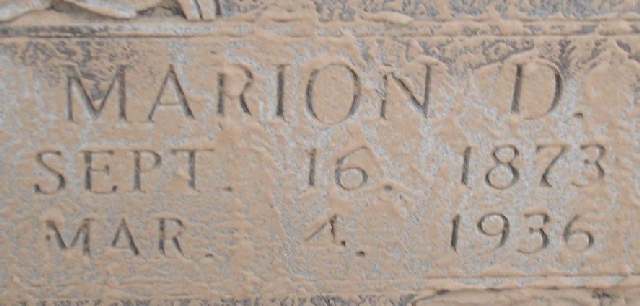 MARION D.
SEPT. 16. 1873
MAR. 4. 1936